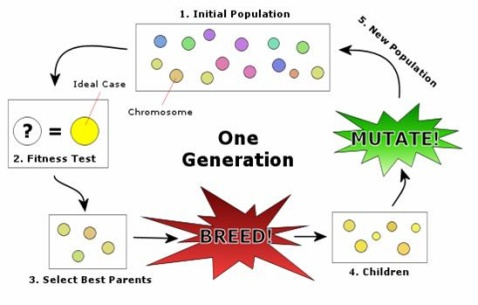 1. Initial Population
5. New Population
Ideal Case
Chromosome
? =
2. Fitness Test
One
Generation
MUTATE!
BREED!
3. Select Best Parents
4. Children